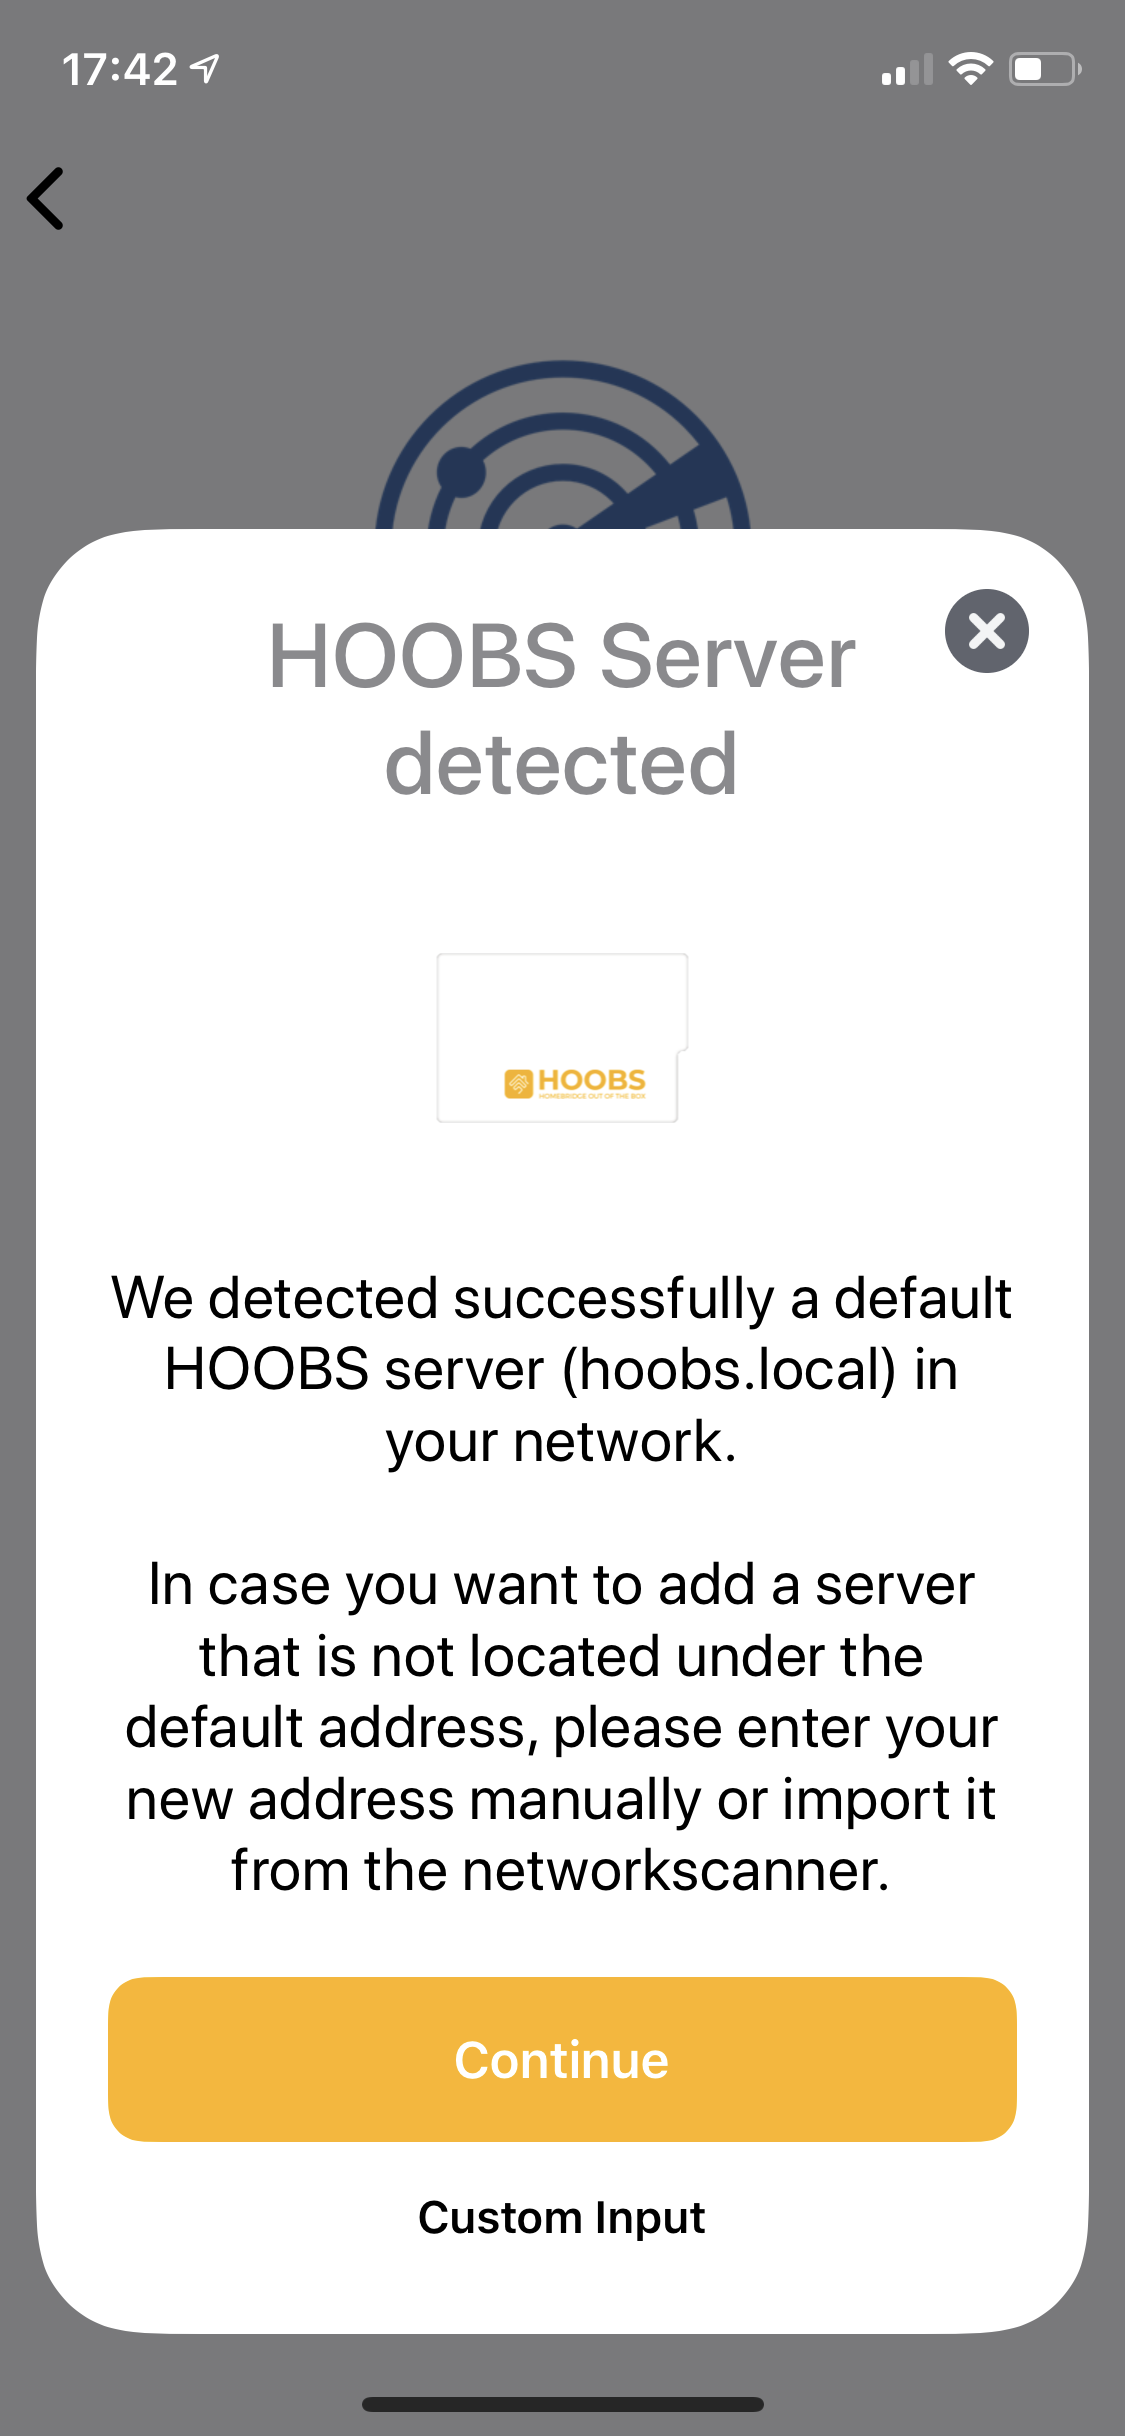 17:42
HOOBS Server
detected
HOOBS
HOMEBRIDGE OUT OF THE BOX
We detected successfully a default
HOOBS server (hoobs.local) in
your network.
In case you want to add a server
that is not located under the
default address, please enter your
new address manually or import it
from the networkscanner.
Continue
Custom Input